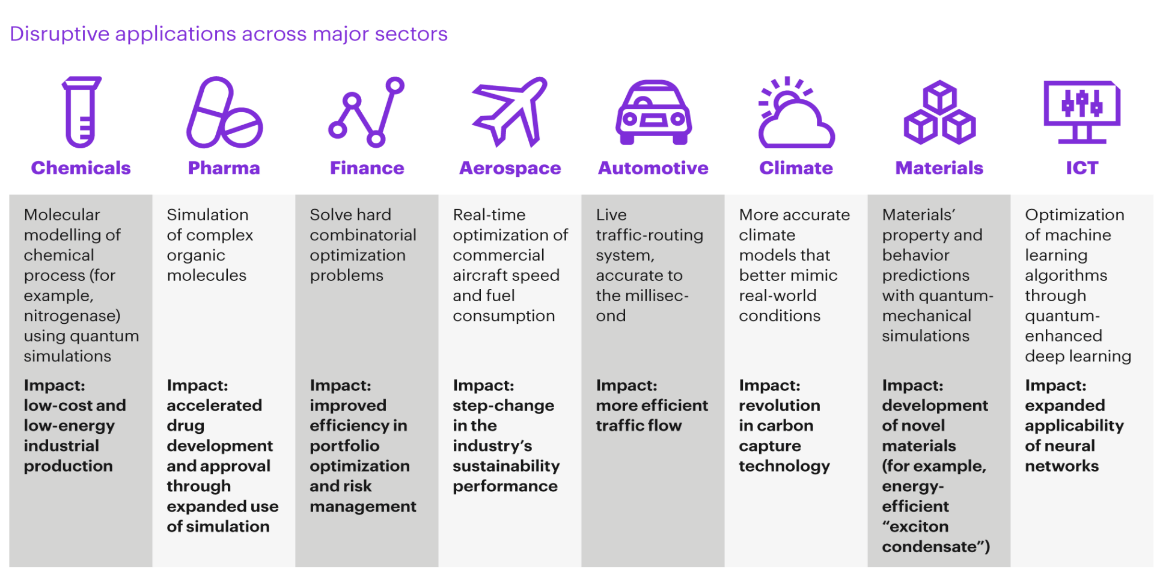 Disruptive applications across major sectors
Chemicals
Molecular
modelling of
chemical
process (for
example,
nitrogenase)
using quantum
simulations
Impact:
low-cost and
low-energy
industrial
production
Pharma
Simulation
of complex
organic
molecules
Impact:
accelerated
drug
development
and approval
through
expanded use
of simulation
Finance
Solve hard
combinatorial
optimization
problems
Impact:
improved
efficiency in
portfolio
optimization
and risk
management
Aerospace
Real-time
optimization of
commercial
aircraft speed
and fuel
consumption
Impact:
step-change
in the
industry’s
sustainability
performance
Automotive
Live
traffic-routing
system,
accurate to
the millisec-
ond
Impact:
more efficient
traffic flow
Climate
More accurate
climate
models that
better mimic
real-world
conditions
Impact:
revolution
in carbon
capture
technology
Materials
Materials’
property and
behavior
predictions
with quantum-
mechanical
simulations
Impact:
development
of novel
materials
(for example,
energy-
efficient
“exciton
condensate”)
ICT
Optimization
of machine
learning
algorithms
through
quantum-
enhanced
deep learning
Impact:
expanded
applicability
of neural
networks